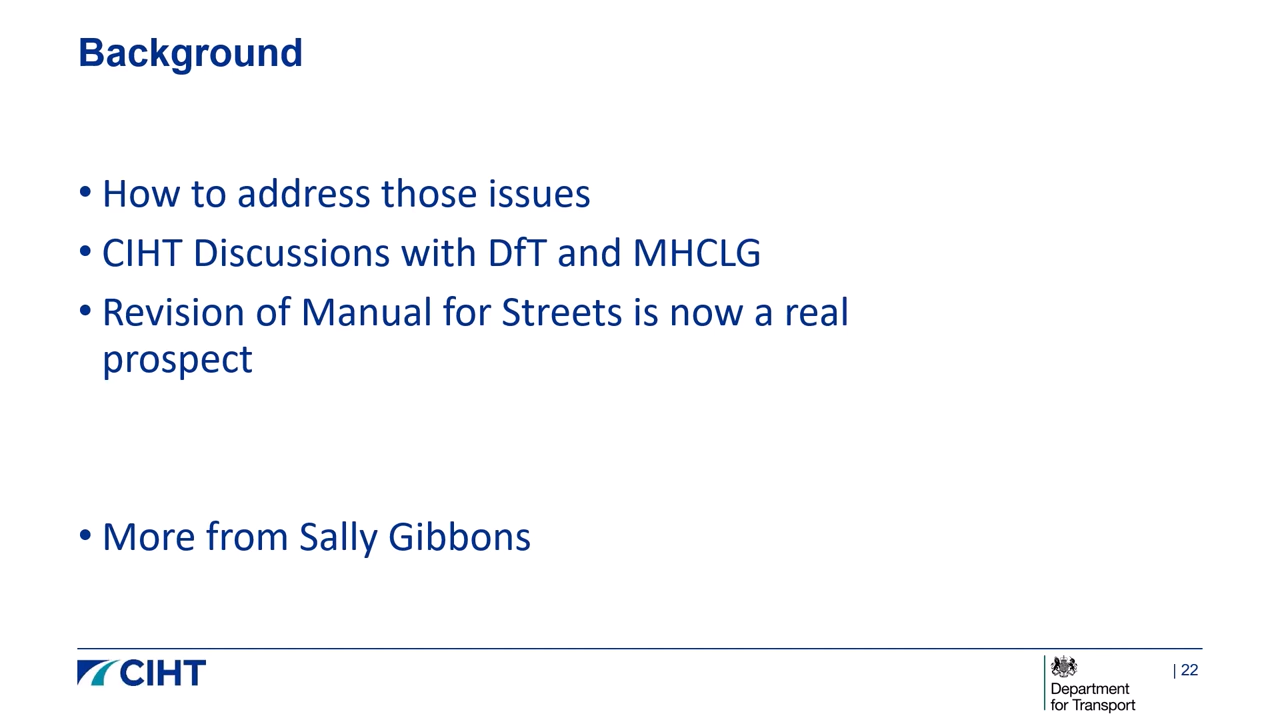 Background
• How to address those issues
• CIHT Discussions with DfT and MHCLG
• Revision of Manual for Streets is now a real
prospect
• More from Sally Gibbons
CIHT
Department
for Transport
| 22